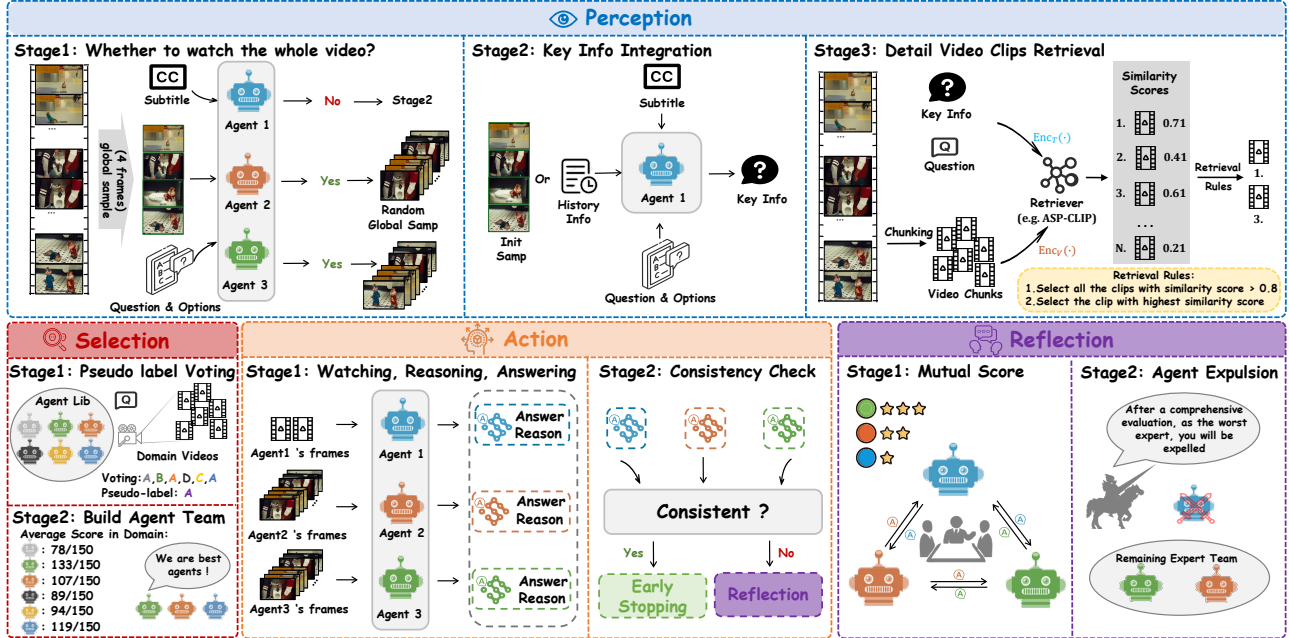 Perception
Stage1: Whether to watch the whole video?
CC
Subtitle
...
...
(4 frames)
global sample
Agent 1
No
Stage2
Agent 2
Yes
Random
Global Samp
Agent 3
Yes
A
B
C
?
Question & Options
Stage2: Key Info Integration
CC
Subtitle
Or
History
Info
Init
Samp
Agent 1
?
Key Info
A
B
C
?
Question & Options
Stage3: Detail Video Clips Retrieval
...
...
?
Key Info
Q
Question
Chunking
Video Chunks
EncT(·)
Retriever
(e.g. ASP-CLIP)
EncV(·)
Similarity
Scores
1. 0.71
2. 0.41
3. 0.61
...
N. 0.21
Retrieval
Rules
1.
3.
Retrieval Rules:
1.Select all the clips with similarity score > 0.8
2.Select the clip with highest similarity score
Selection
Stage1: Pseudo label Voting
Agent Lib
Q
Domain Videos
Voting:A,B,A,D,C,A
Pseudo-label: A
Stage2: Build Agent Team
Average Score in Domain:
: 78/150
: 133/150
: 107/150
: 89/150
: 94/150
: 119/150
We are best
agents !
Action
Stage1: Watching, Reasoning, Answering
Agent1 's frames
Agent 1
A
Answer
Reason
Agent2 's frames
Agent 2
A
Answer
Reason
Agent3 's frames
Agent 3
A
Answer
Reason
Stage2: Consistency Check
A
A
A
Consistent ?
Yes
No
Early
Stopping
Reflection
Reflection
Stage1: Mutual Score
A
A
A
A
A
A
Stage2: Agent Expulsion
After a comprehensive
evaluation, as the worst
expert, you will be
expelled
Remaining Expert Team